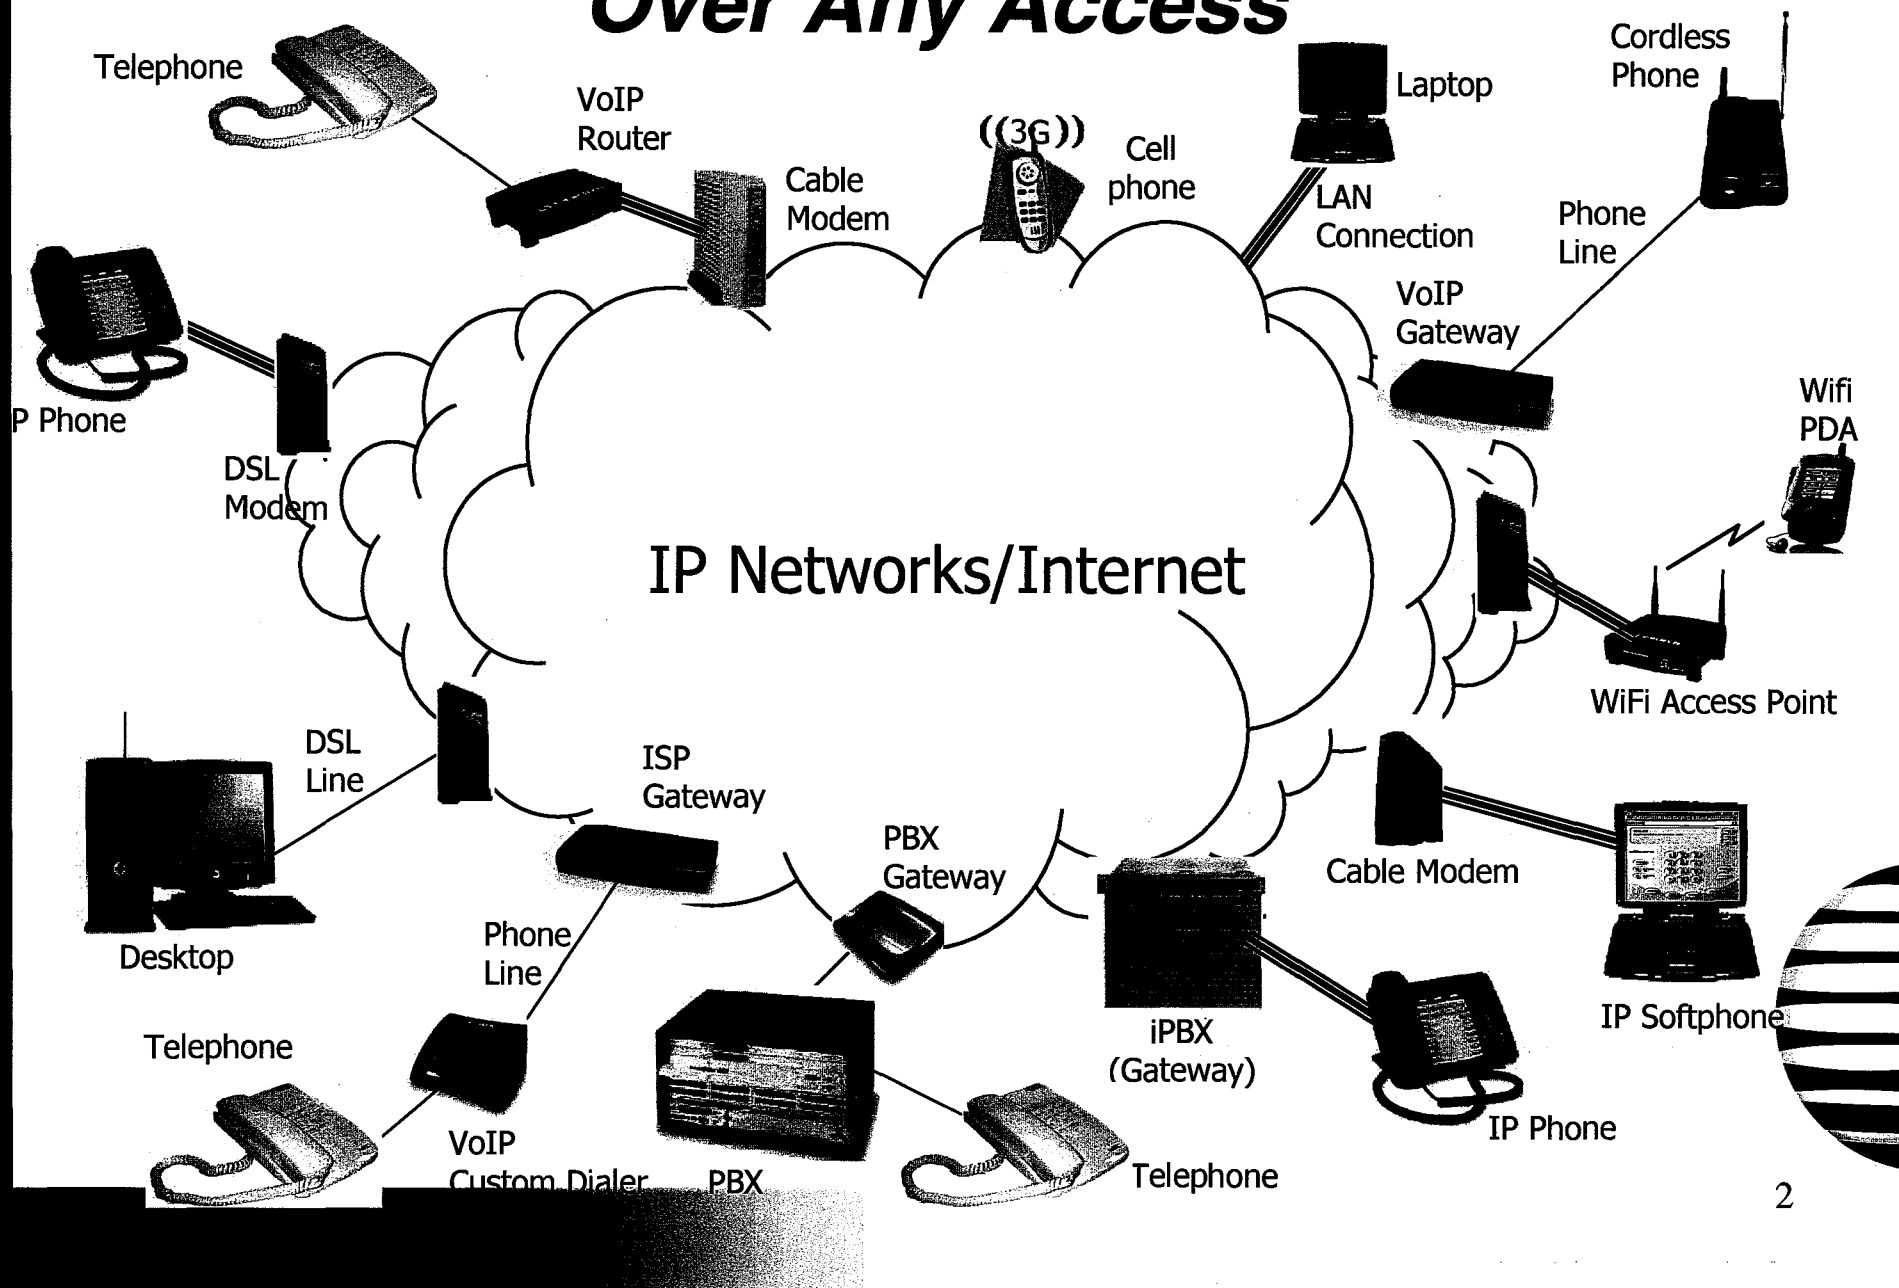 Over Any Access
Telephone
VoIP
Router
Cable
Modem
((3G))
Cell
phone
Laptop
LAN
Connection
Cordless
Phone
Phone
Line
VoIP
Gateway
P Phone
DSL
Modem
Wifi
PDA
IP Networks/Internet
WiFi Access Point
DSL
Line
ISP
Gateway
PBX
Gateway
Cable Modem
Desktop
Phone
Line
IP Softphone
iPBX
(Gateway)
Telephone
IP Phone
VoIP
Custom Dialer
PBX
Telephone
2